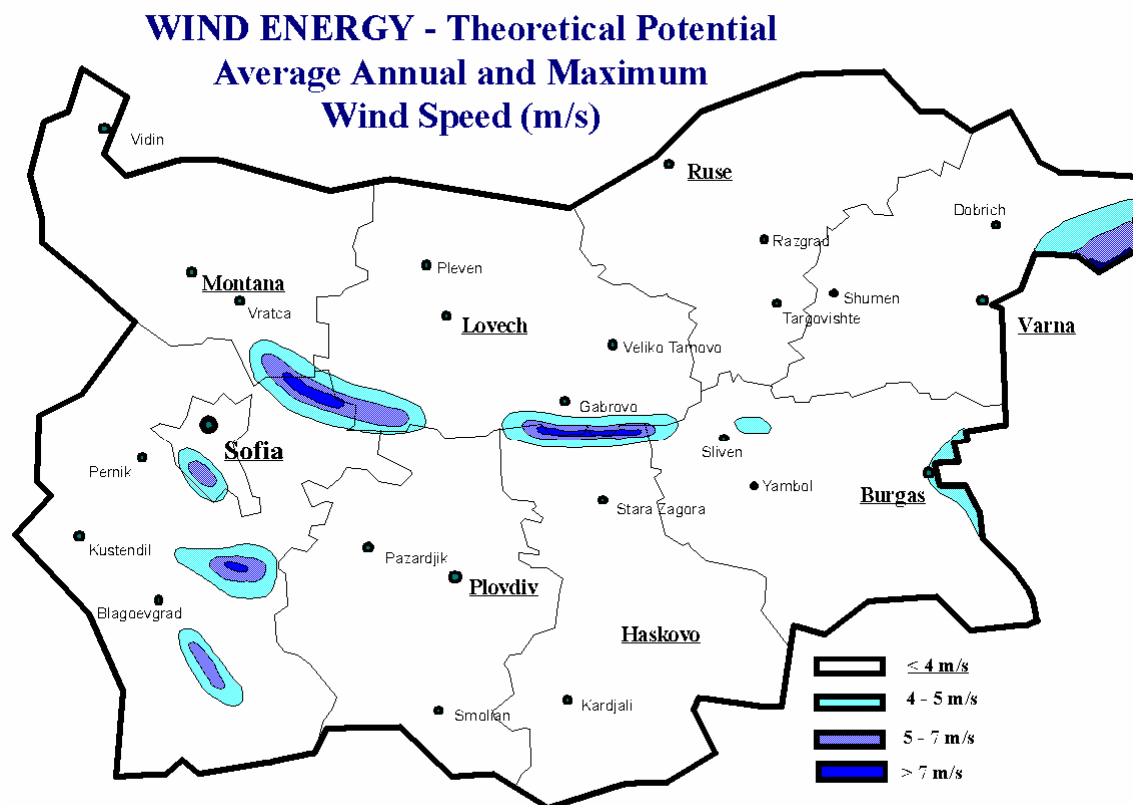 WIND ENERGY - Theoretical Potential
Average Annual and Maximum
Wind Speed (m/s)
Vidin
Ruse
Dobrich
Razgrad
Pleven
Montana
Vratca
Shumen
Targovishte
Lovech
Varna
Veliko Tarnovo
Gabrovo
Sofia
Sliven
Pernik
Yambol
Burgas
Stara Zagora
Kustendil
Pazardjik
Plovdiv
Blagoevgrad
Haskovo
Smolian
Kardjali
< 4 m/s
4 - 5 m/s
5 - 7 m/s
> 7 m/s